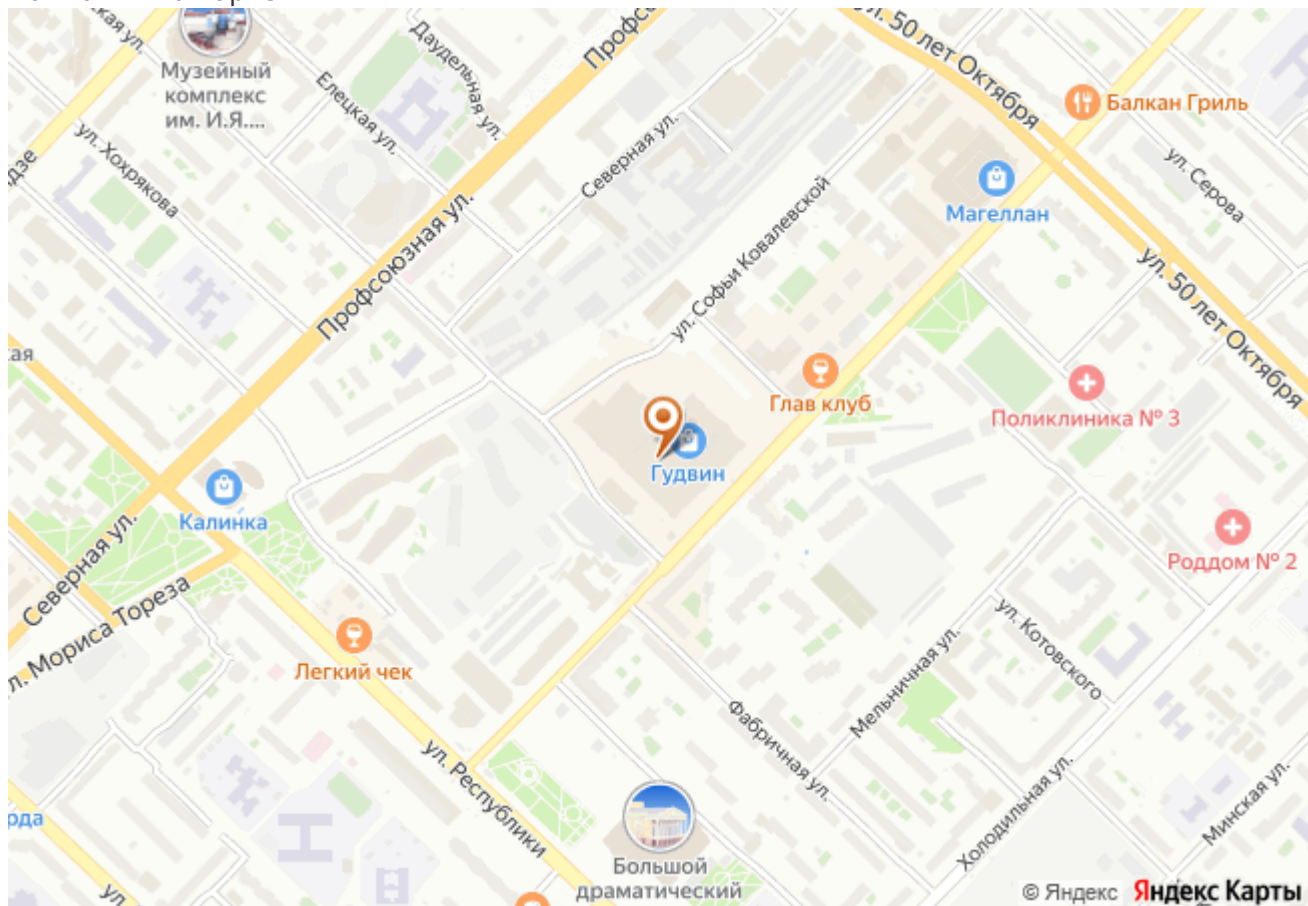 Музейный
комплекс
им. И.Я....
Даудельная ул.
Елецкая ул.
ул. Хохрякова
Профсоюзная ул.
Северная ул.
ул. 50 лет Октября
Балкан Гриль
ул. Серова
Магеллан
ул. Софьи Ковалевской
ул. 50 лет Октября
Глав клуб
Поликлиника № 3
Гудвин
Калинка
Северная ул.
Роддом № 2
ул. Мориса Тореза
Легкий чек
ул. Котовского
Мельничная ул.
Фабричная ул.
ул. Республики
Холодильная ул.
Минская ул.
Большой
драматический
© Яндекс Яндекс Карты